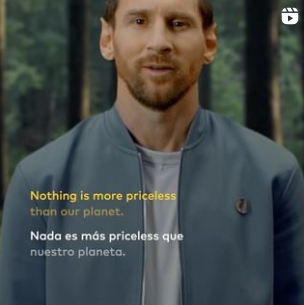 Nothing is more priceless
than our planet.
Nada es más priceless que
nuestro planeta.